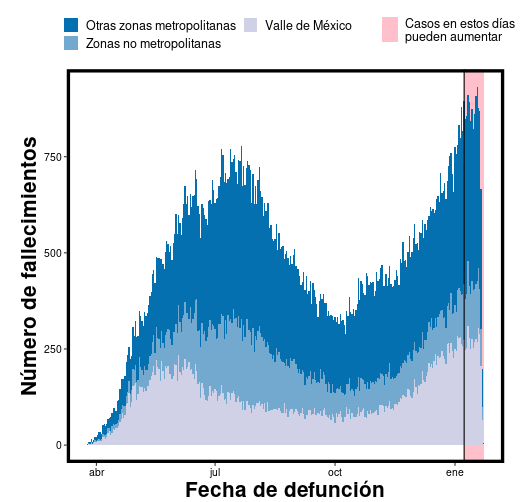 Otras zonas metropolitanas
Valle de México
Zonas no metropolitanas
Casos en estos días
pueden aumentar
Número de fallecimientos
750
500
250
0
abr
jul
oct
ene
Fecha de defunción